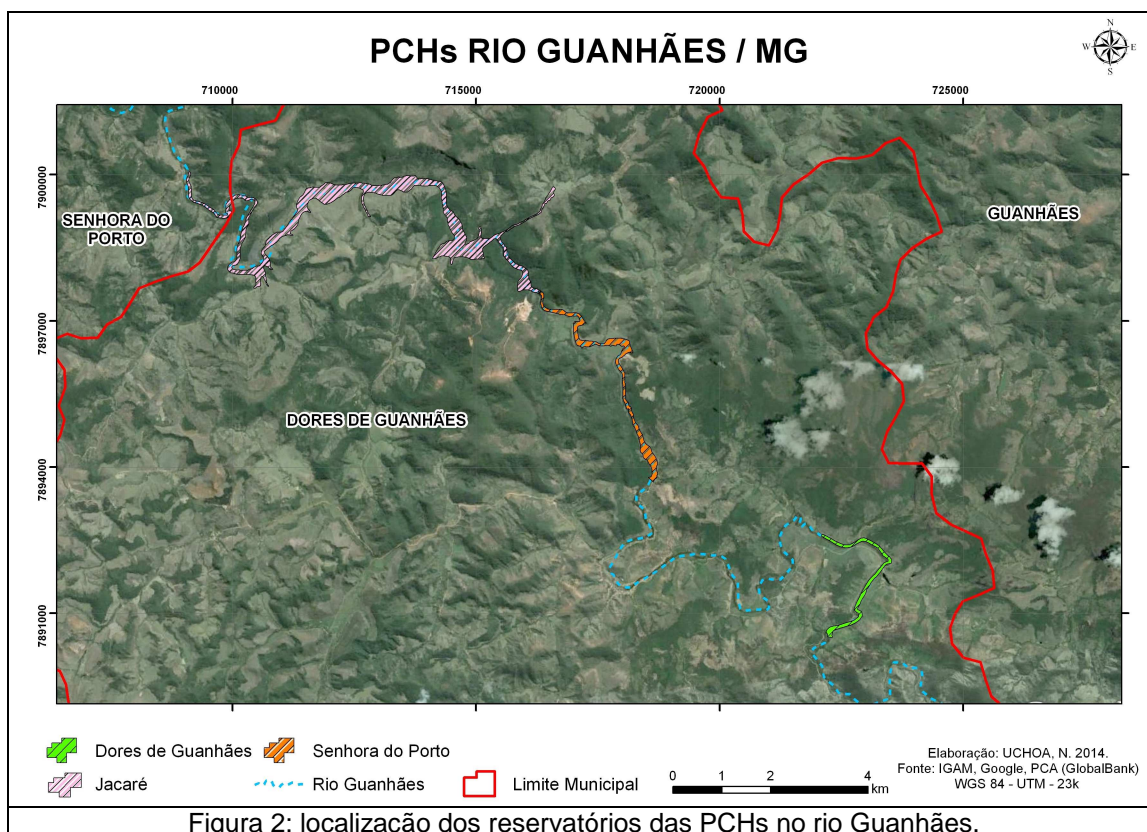 PCHs RIO GUANHÃES / MG
N
W E
S
710000 715000 720000 725000
7900000
7897000
7894000
7891000
SENHORA DO
PORTO
GUANHÃES
DORES DE GUANHÃES
Dores de Guanhães Senhora do Porto
Jacaré Rio Guanhães Limite Municipal
0 1 2 4
km
Elaboração: UCHOA, N. 2014.
Fonte: IGAM, Google, PCA (GlobalBank)
WGS 84 - UTM - 23k
Figura 2: localização dos reservatórios das PCHs no rio Guanhães.